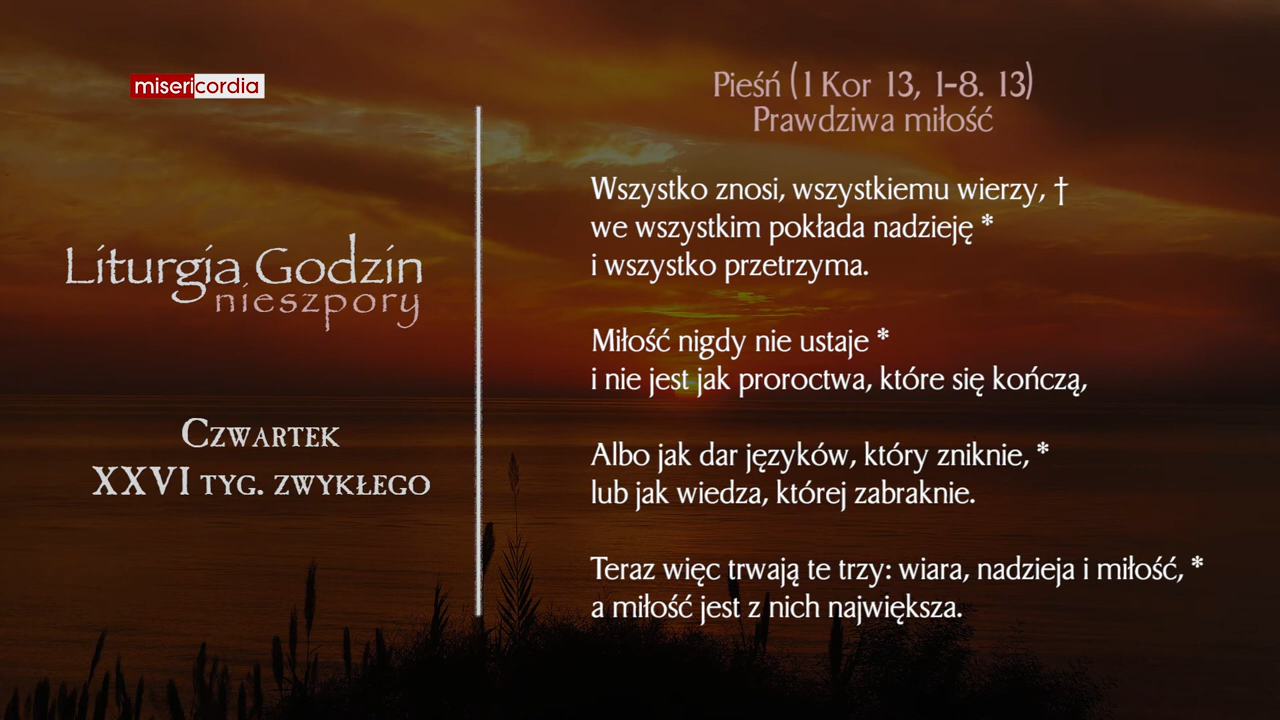 misericordia
Liturgia Godzin
nieszpory
Czwartek
XXVI tyg. zwykłego
Pieśń (1 Kor 13, 1-8. 13)
Prawdziwa miłość
Wszystko znosi, wszystkiemu wierzy, †
we wszystkim pokłada nadzieję *
i wszystko przetrzyma.
Miłość nigdy nie ustaje *
i nie jest jak proroctwa, które się kończą,
Albo jak dar języków, który zniknie, *
lub jak wiedza, której zabraknie.
Teraz więc trwają te trzy: wiara, nadzieja i miłość, *
a miłość jest z nich największa.